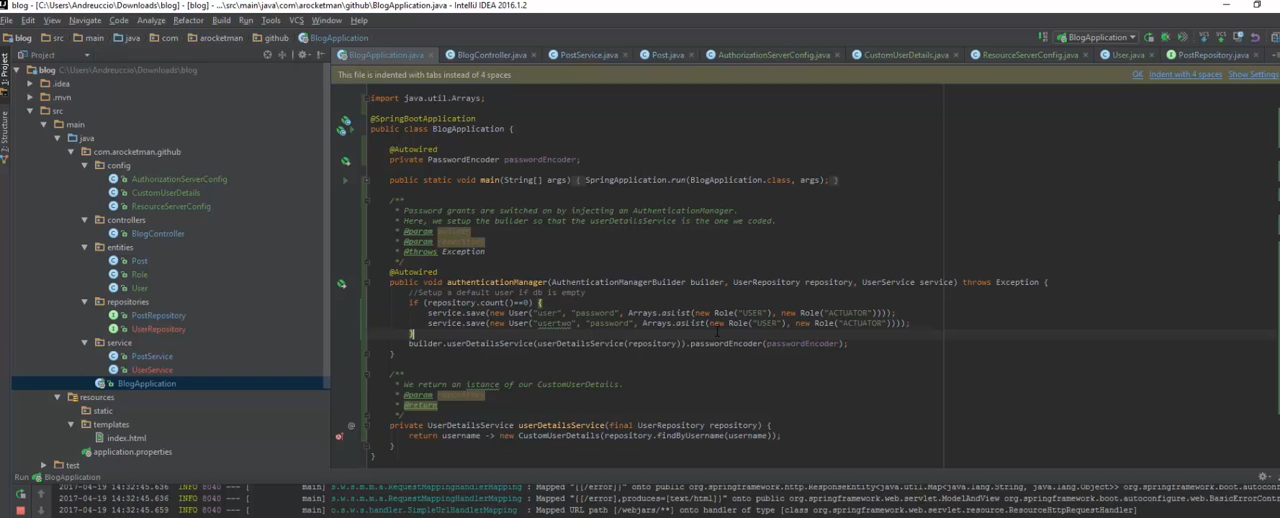 blog - [C:\Users\Andreuccio\Downloads\blog] - [blog] - ...\src\main\java\com\arocketman\github\BlogApplication.java - IntelliJ IDEA 2016.1.2
File Edit View Navigate Code Analyze Refactor Build Run Tools VCS Window Help
blog src main java com arocketman github BlogApplication
BlogApplication
Project
BlogApplication.java BlogController.java PostService.java Post.java AuthorizationServerConfig.java CustomUserDetails.java ResourceServerConfig.java User.java PostRepository.java
This file is indented with tabs instead of 4 spaces
OK Indent with 4 spaces Show Settings
1: Project
7: Structure
blog C:\Users\Andreuccio\Downloads\blog
.idea
.mvn
src
main
java
com.arocketman.github
config
AuthorizationServerConfig
CustomUserDetails
ResourceServerConfig
controllers
BlogController
entities
Post
Role
User
repositories
PostRepository
UserRepository
service
PostService
UserService
BlogApplication
resources
static
templates
index.html
application.properties
test
import java.util.Arrays;
@SpringBootApplication
public class BlogApplication {
@Autowired
private PasswordEncoder passwordEncoder;
public static void main(String[] args) { SpringApplication.run(BlogApplication.class, args); }
/**
* Password grants are switched on by injecting an AuthenticationManager.
* Here, we setup the builder so that the userDetailsService is the one we coded.
* @param builder
* @param repository
* @throws Exception
*/
@Autowired
public void authenticationManager(AuthenticationManagerBuilder builder, UserRepository repository, UserService service) throws Exception {
//Setup a default user if db is empty
if (repository.count()==0) {
service.save(new User("user", "password", Arrays.asList(new Role("USER"), new Role("ACTUATOR"))));
service.save(new User("usertwo", "password", Arrays.asList(new Role("USER"), new Role("ACTUATOR"))));
}
builder.userDetailsService(userDetailsService(repository)).passwordEncoder(passwordEncoder);
}
/**
* We return an istance of our CustomUserDetails.
* @param repository
* @return
*/
private UserDetailsService userDetailsService(final UserRepository repository) {
return username -> new CustomUserDetails(repository.findByUsername(username));
}
}
Run BlogApplication
2017-04-19 14:32:45.636 INFO 8040 --- [ main] s.w.s.m.m.a.RequestMappingHandlerMapping : Mapped "{[/error]}" onto public org.springframework.http.ResponseEntity<java.util.Map<java.lang.String, java.lang.Object>> org.springframework.boot.autoconfigure.web.BasicErrorCont
2017-04-19 14:32:45.636 INFO 8040 --- [ main] s.w.s.m.m.a.RequestMappingHandlerMapping : Mapped "{[/error],produces=[text/html]}" onto public org.springframework.web.servlet.ModelAndView org.springframework.boot.autoconfigure.web.BasicError
2017-04-19 14:32:45.669 INFO 8040 --- [ main] o.s.w.s.handler.SimpleUrlHandlerMapping : Mapped URL path [/webjars/**] onto handler of type [class org.springframework.web.servlet.resource.ResourceHttpRequestHandler]